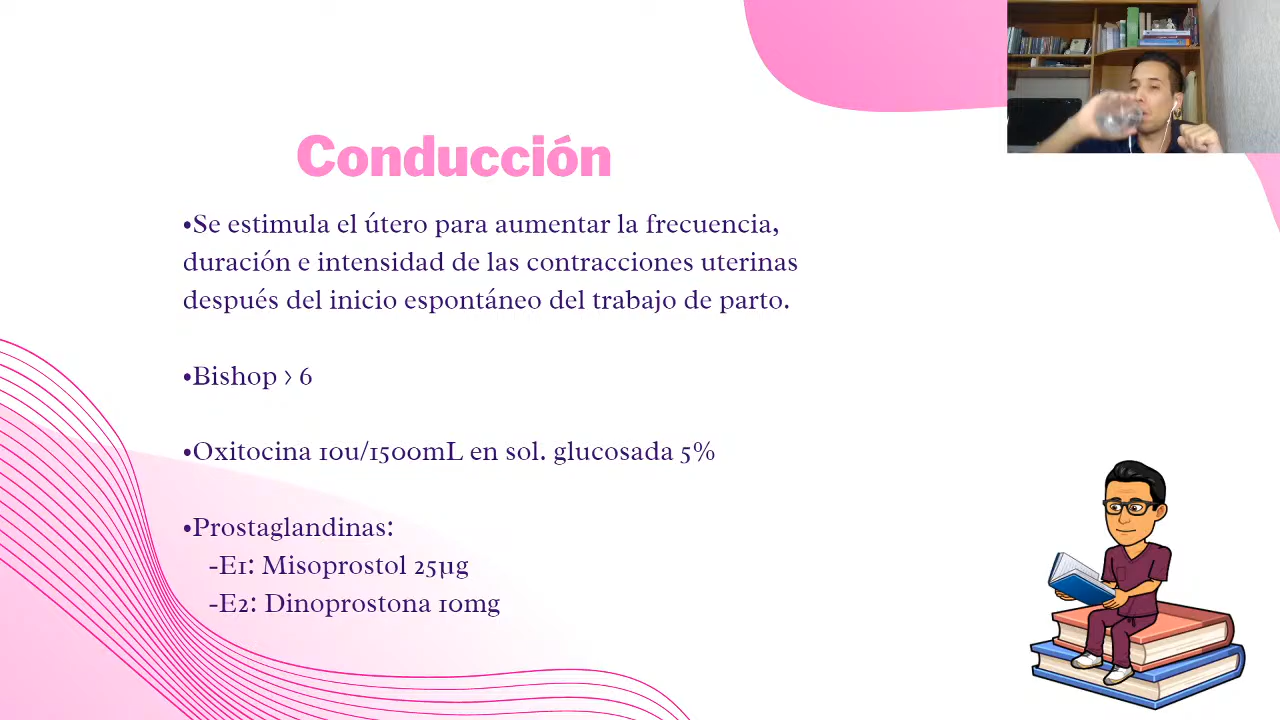 Conducción
•Se estimula el útero para aumentar la frecuencia,
duración e intensidad de las contracciones uterinas
después del inicio espontáneo del trabajo de parto.
•Bishop > 6
•Oxitocina 10u/1500mL en sol. glucosada 5%
•Prostaglandinas:
-E1: Misoprostol 25µg
-E2: Dinoprostona 10mg